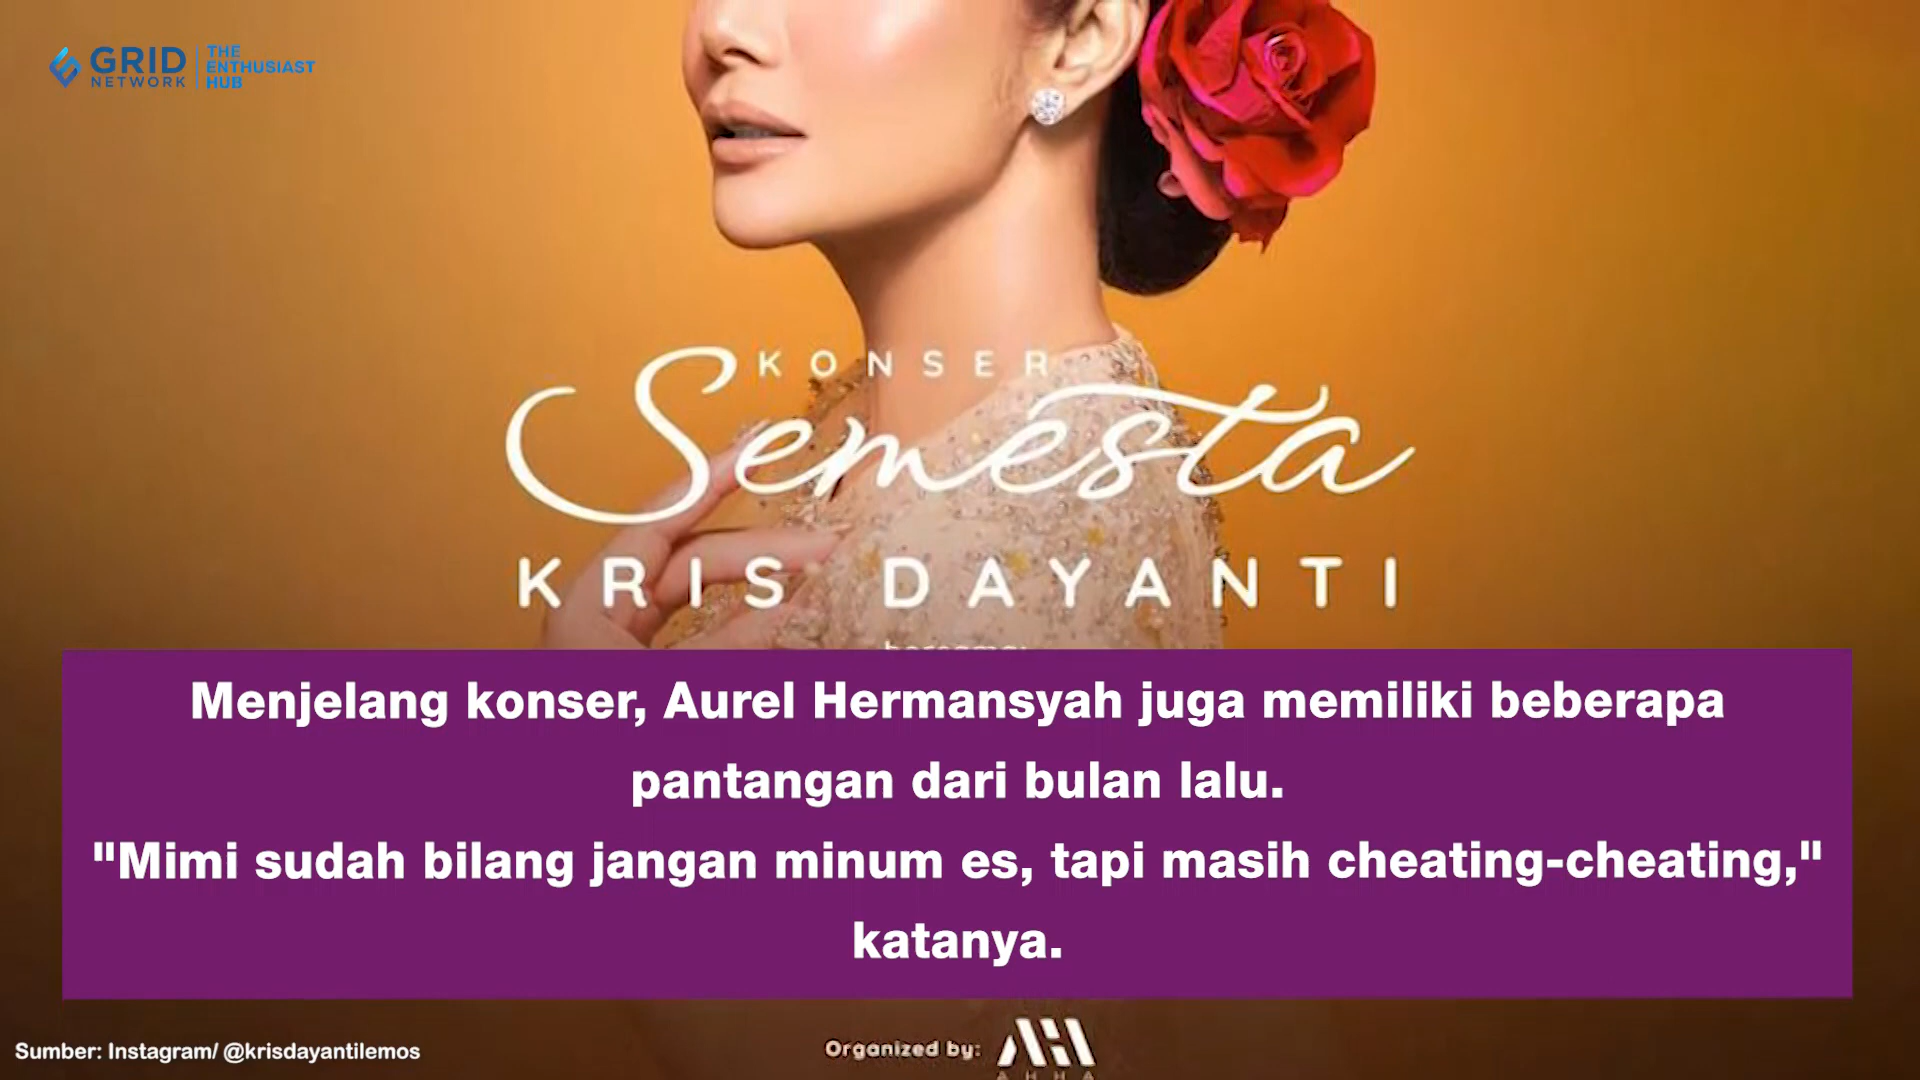 GRID
NETWORK
THE
ENTHUSIAST
HUB
KONSER
Semesta
KRIS DAYANTI
Menjelang konser, Aurel Hermansyah juga memiliki beberapa
pantangan dari bulan lalu.
"Mimi sudah bilang jangan minum es, tapi masih cheating-cheating,"
katanya.
Sumber: Instagram/ @krisdayantilemos
Organized by:
AHA